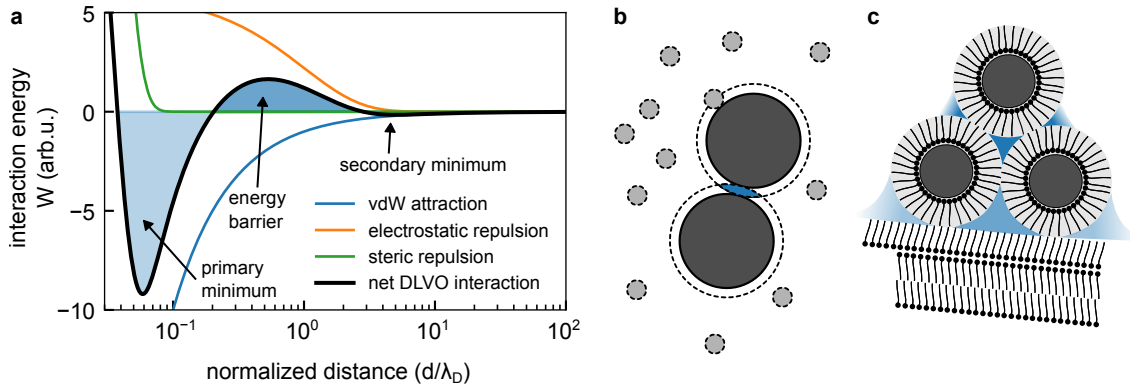 a
b
c
interaction energy
W (arb.u.)
5
0
−5
−10
secondary minimum
energy
barrier
primary
minimum
vdW attraction
electrostatic repulsion
steric repulsion
net DLVO interaction
10⁻¹
10⁰
10¹
10²
normalized distance (d/λ_D)